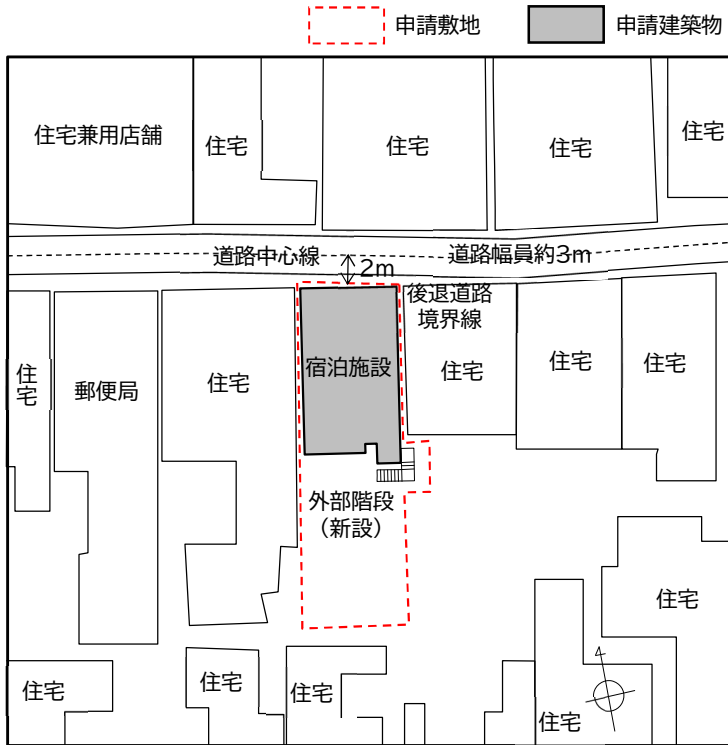 申請敷地
申請建築物
住宅兼用店舗
住宅
住宅
住宅
住宅
道路中心線
道路幅員約3m
2m
後退道路
境界線
住宅
郵便局
住宅
宿泊施設
住宅
住宅
住宅
外部階段
（新設）
住宅
住宅
住宅
住宅
住宅